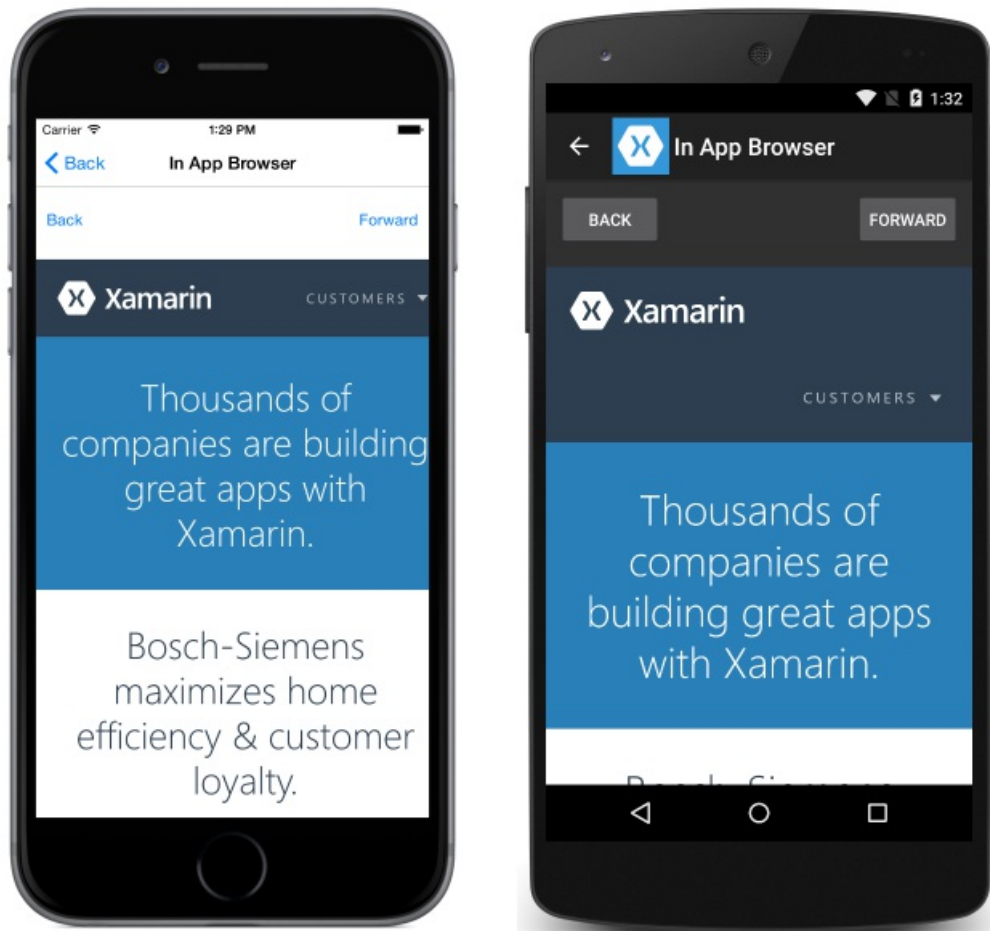 Carrier
1:29 PM
Back
In App Browser
Back
Forward
Xamarin
CUSTOMERS
Thousands of
companies are building
great apps with
Xamarin.
Bosch-Siemens
maximizes home
efficiency & customer
loyalty.
1:32
In App Browser
BACK
FORWARD
Xamarin
CUSTOMERS
Thousands of
companies are
building great apps
with Xamarin.
Bosch-Siemens